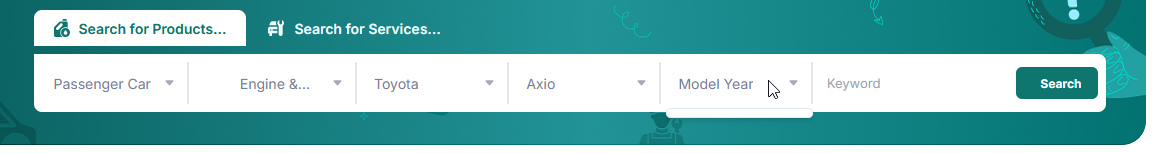 Search for Products...
Search for Services...
Passenger Car
Engine &...
Toyota
Axio
Model Year
Keyword
Search